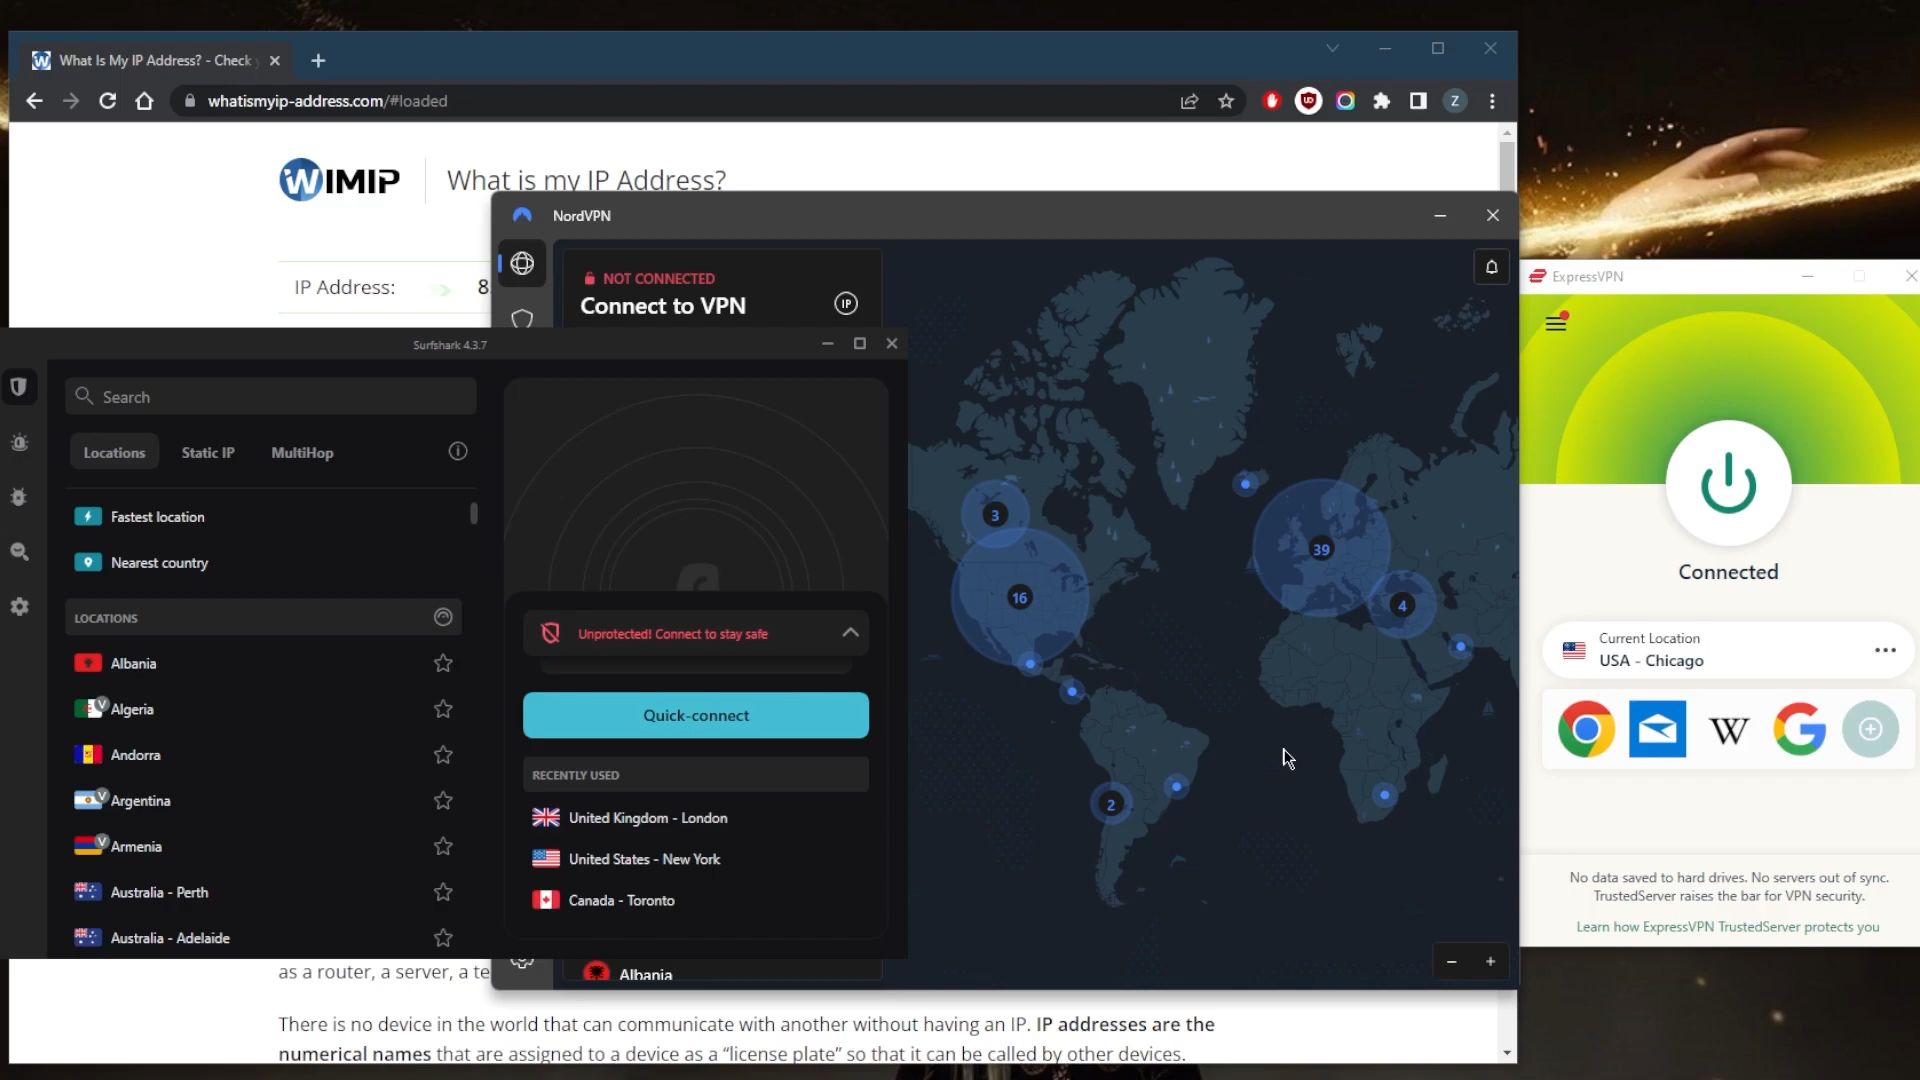 What Is My IP Address? - Check y
whatismyip-address.com/#loaded
Z
WIMIP
What is my IP Address?
IP Address:
8
NordVPN
NOT CONNECTED
Connect to VPN
IP
3
16
39
4
2
Albania
Surfshark 4.3.7
Search
Locations
Static IP
MultiHop
Fastest location
Nearest country
LOCATIONS
Albania
V
Algeria
Andorra
V
Argentina
V
Armenia
Australia - Perth
Australia - Adelaide
Unprotected! Connect to stay safe
Quick-connect
RECENTLY USED
United Kingdom - London
United States - New York
Canada - Toronto
ExpressVPN
Connected
Current Location
USA - Chicago
W
G
No data saved to hard drives. No servers out of sync.
TrustedServer raises the bar for VPN security.
Learn how ExpressVPN TrustedServer protects you
as a router, a server, a te
There is no device in the world that can communicate with another without having an IP. IP addresses are the
numerical names that are assigned to a device as a “license plate” so that it can be called by other devices.